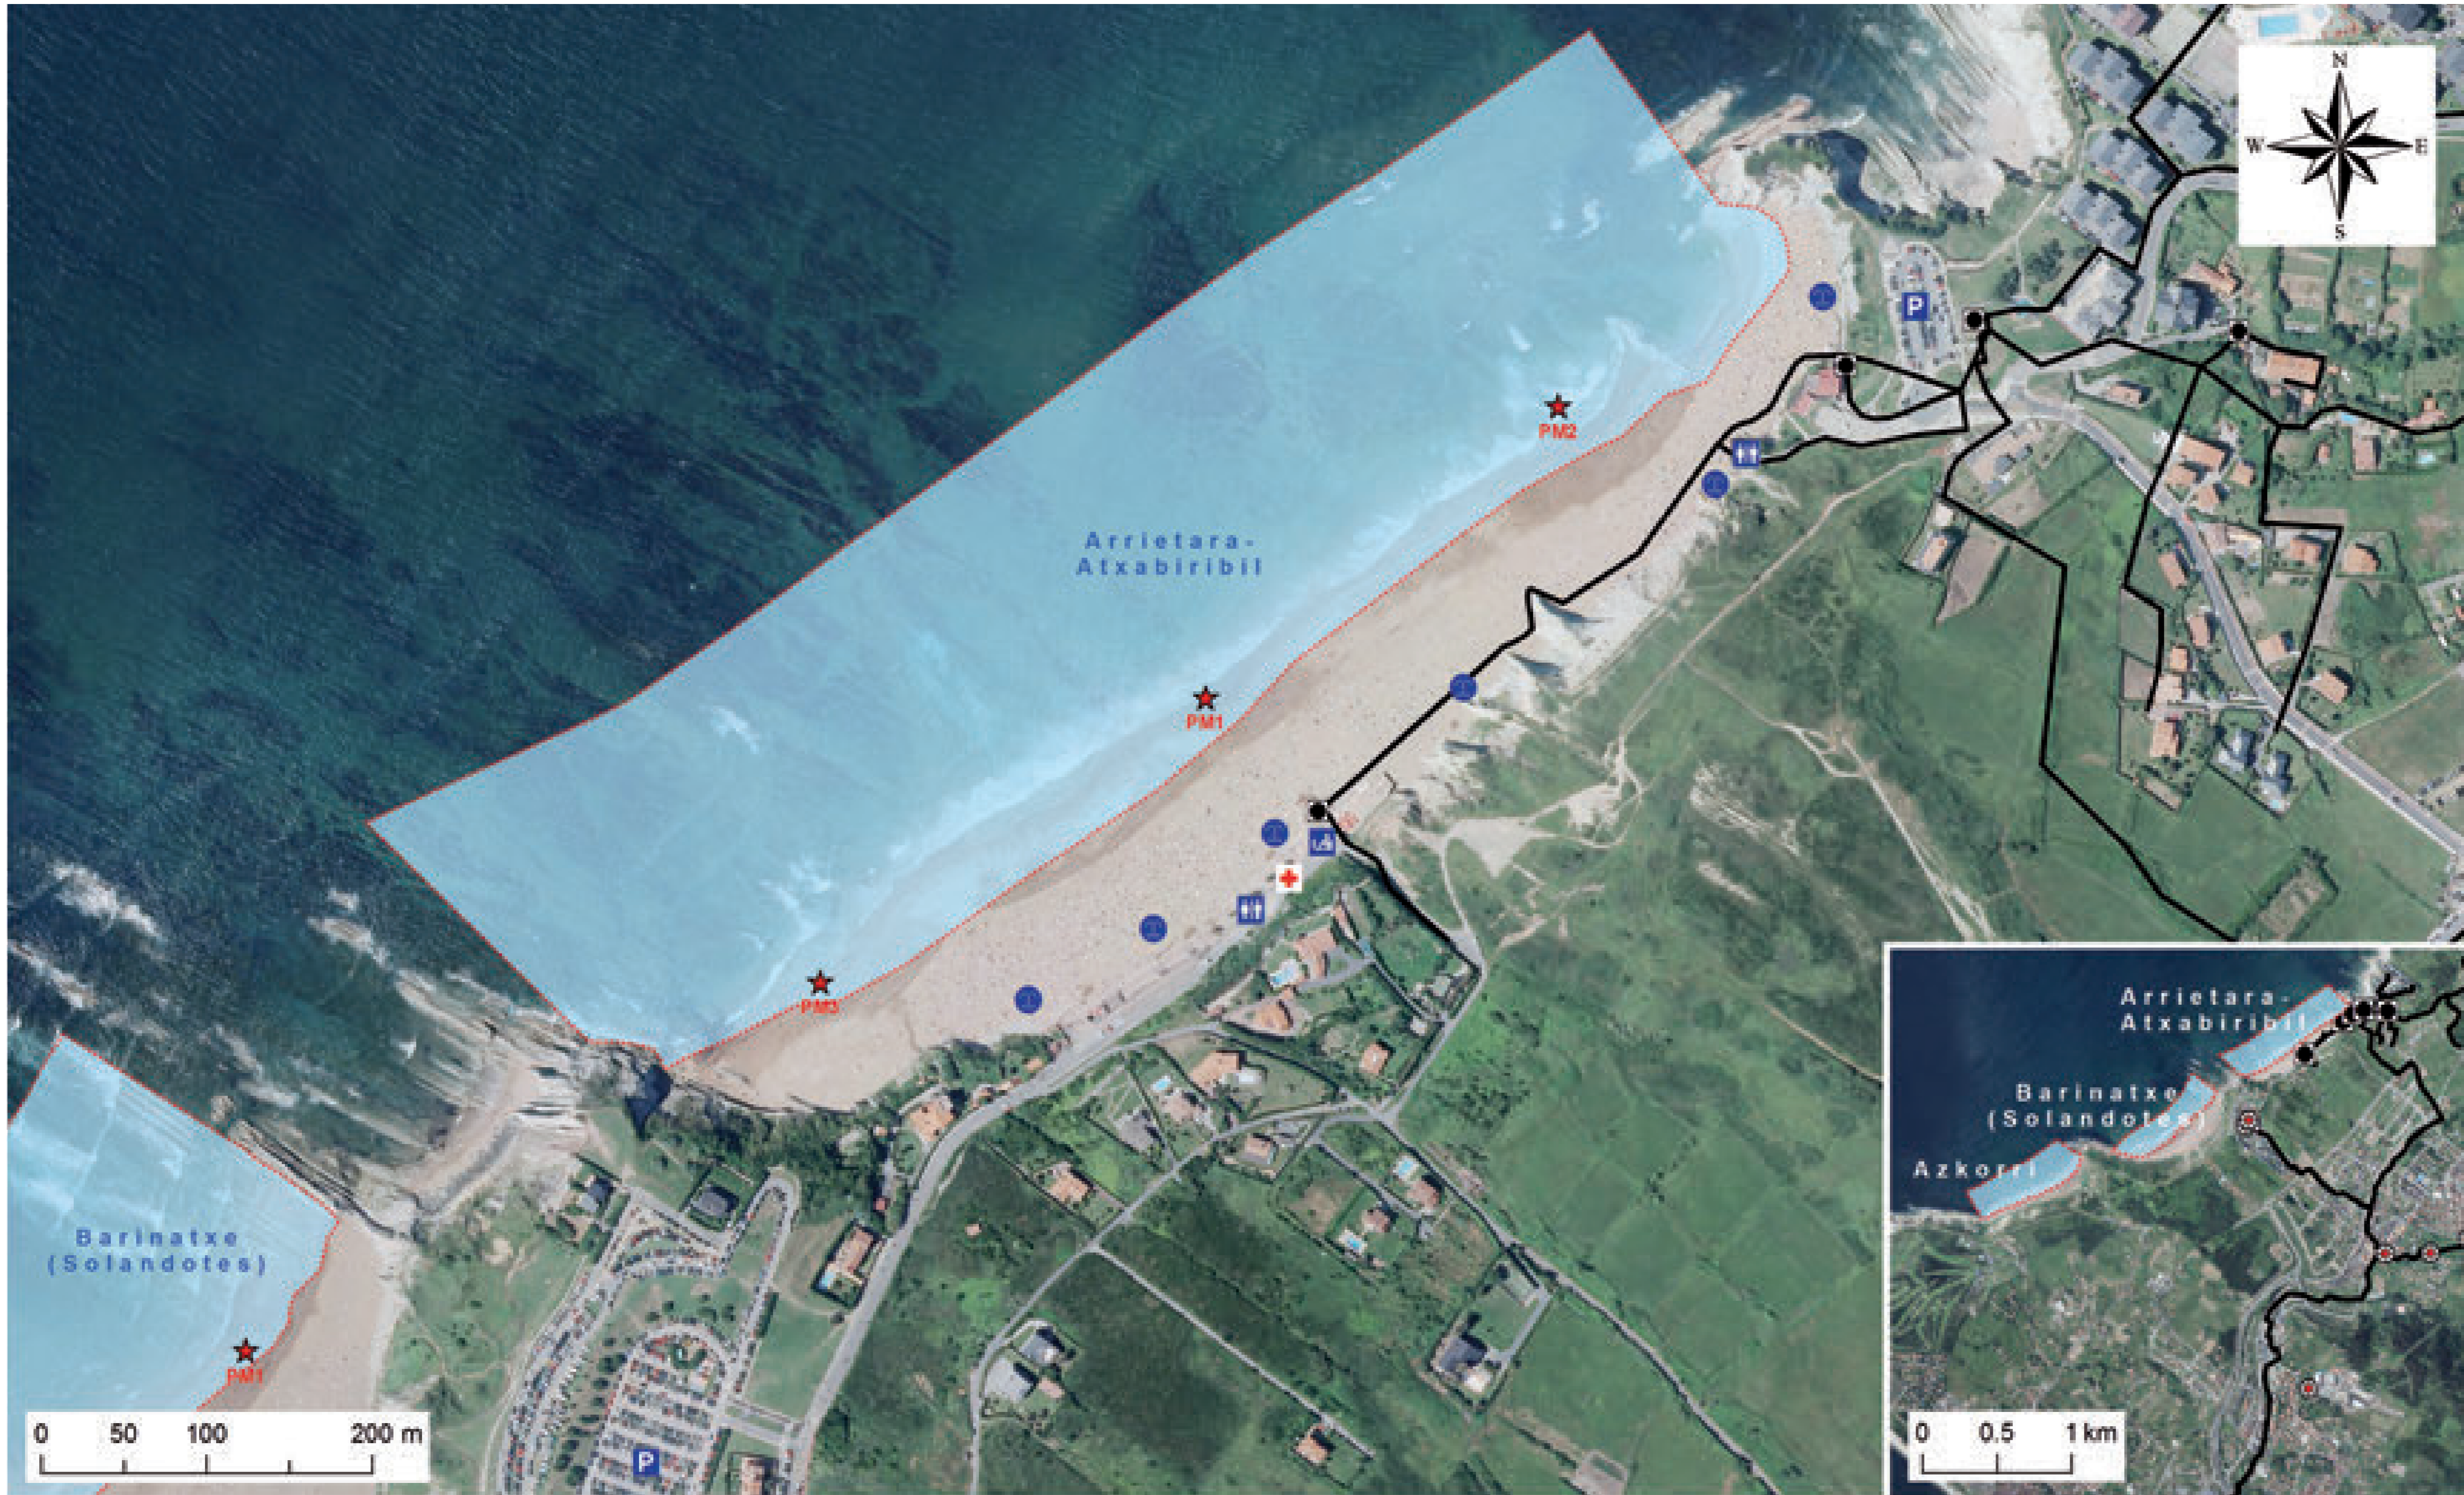 N
W E
S
P
PM2
Arrietara-
Atxabiribil
PM1
PM3
Barinatxe
(Solandotes)
PM1
0 50 100 200 m
P
Arrietara-
Atxabiribil
Barinatxe
(Solandotes)
Azkorri
0 0.5 1 km